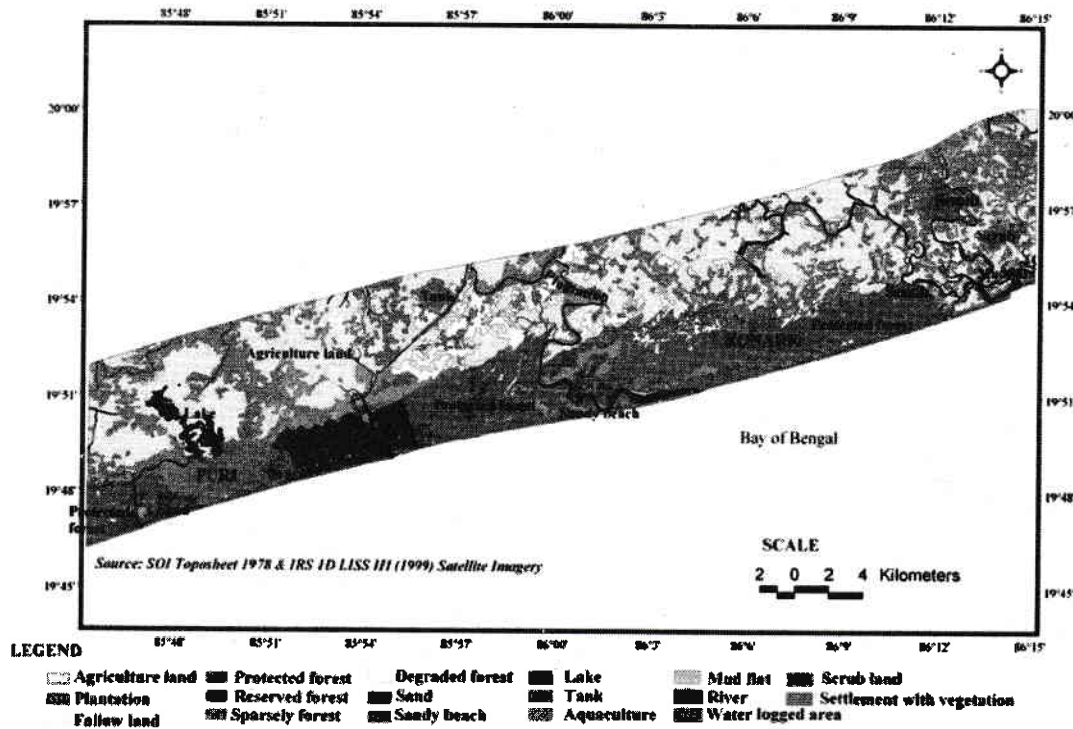 85°48' 85°51' 85°54' 85°57' 86°00' 86°3' 86°6' 86°9' 86°12' 86°15'
20°00' 20°00'
19°57' 19°57'
19°54' 19°54'
Protected forest
KONARK
Agriculture land
19°51' 19°51'
Lake
Protected forest
Sandy beach
Bay of Bengal
PURI
19°48' 19°48'
Protected
forest
SCALE
Source: SOI Toposheet 1978 & IRS 1D LISS III (1999) Satellite Imagery
2 0 2 4 Kilometers
19°45' 19°45'
85°48' 85°51' 85°54' 85°57' 86°00' 86°3' 86°6' 86°9' 86°12' 86°15'
LEGEND
Agriculture land Protected forest Degraded forest Lake Mud flat Scrub land
Plantation Reserved forest Sand Tank River Settlement with vegetation
Fallow land Sparsely forest Sandy beach Aquaculture Water logged area